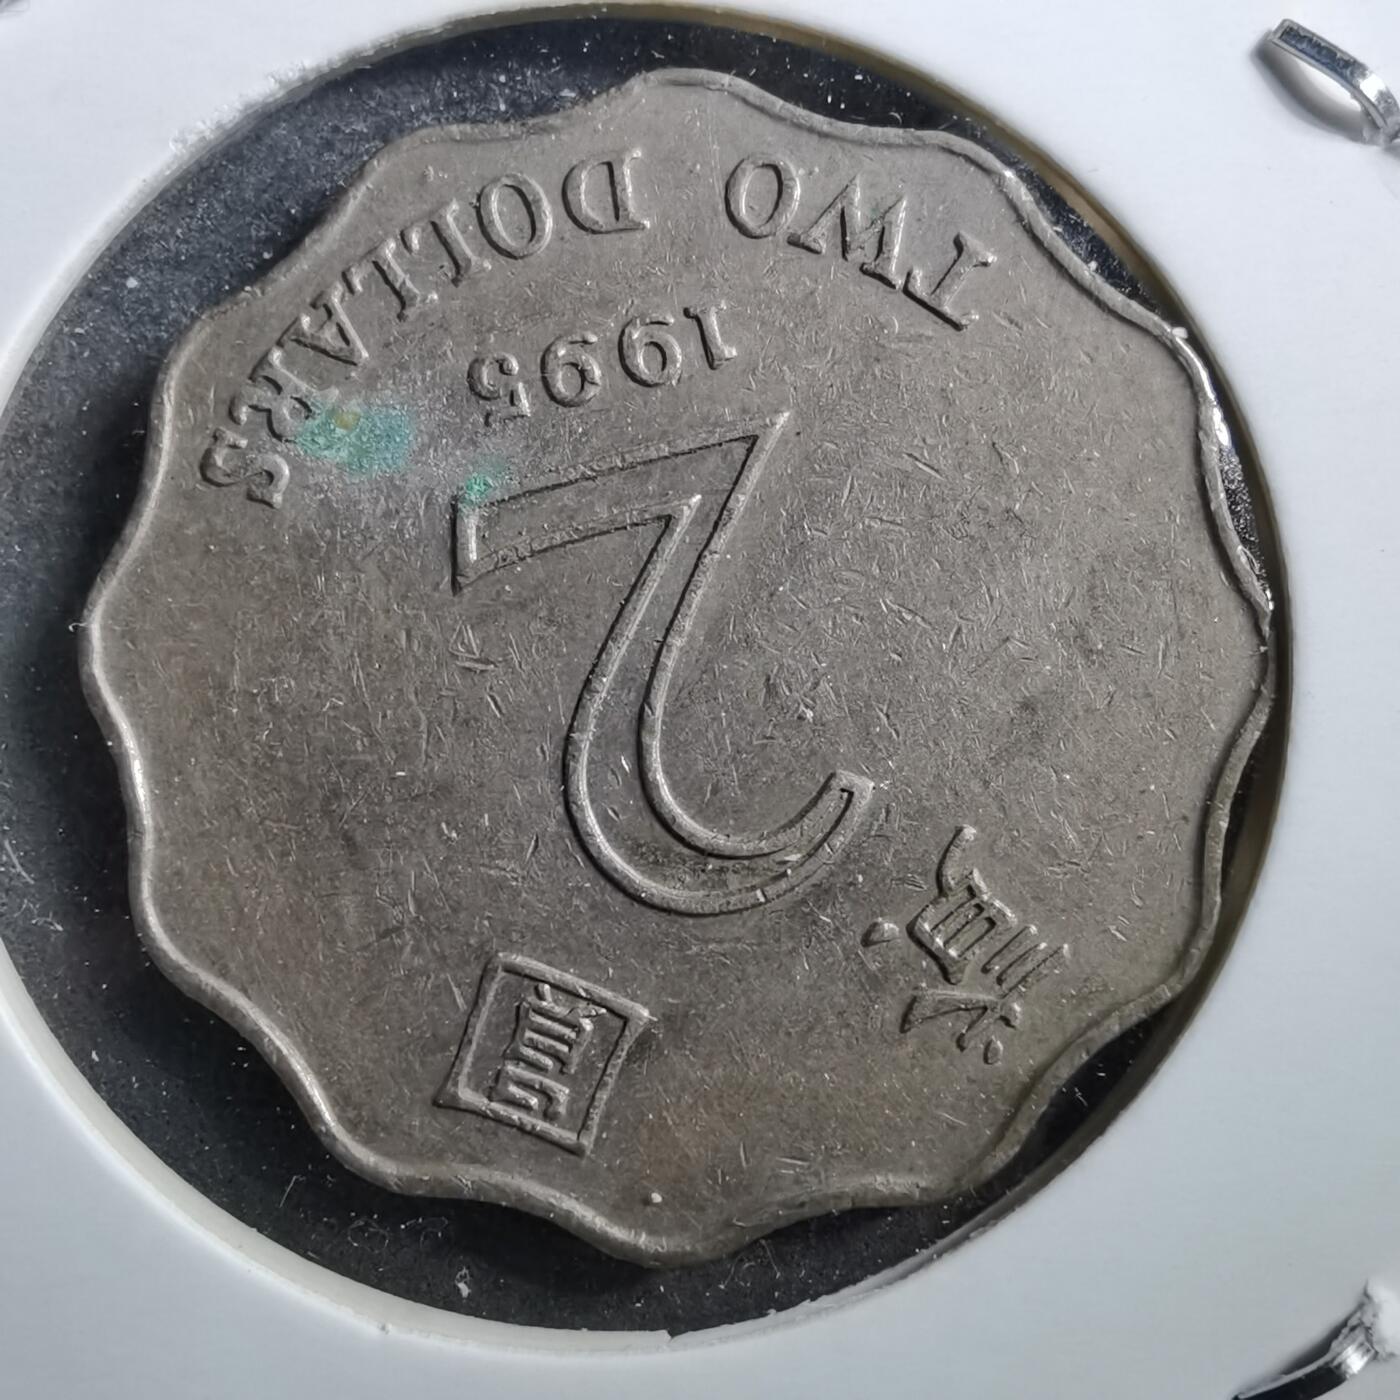 貳 圓
2
1995
TWO DOLLARS